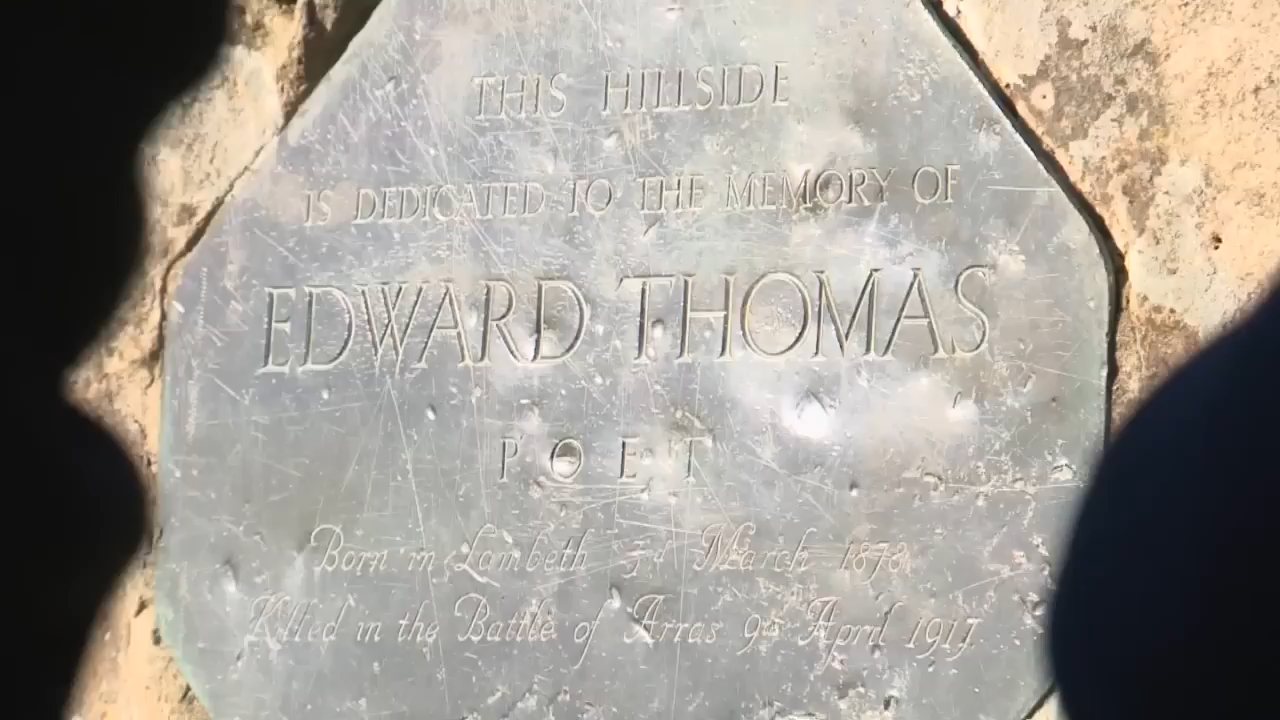 THIS HILLSIDE
IS DEDICATED TO THE MEMORY OF
EDWARD THOMAS
POET
Born in Lambeth 3rd March 1878
Killed in the Battle of Arras 9th April 1917